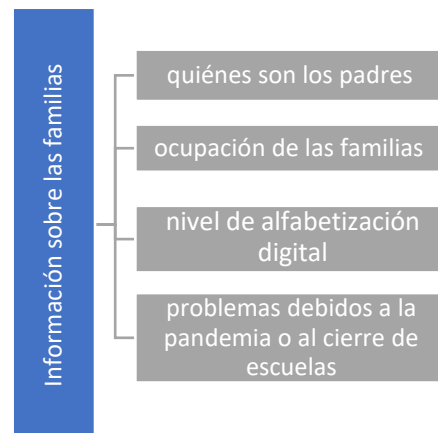 Información sobre las familias
quiénes son los padres
ocupación de las familias
nivel de alfabetización
digital
problemas debidos a la
pandemia o al cierre de
escuelas